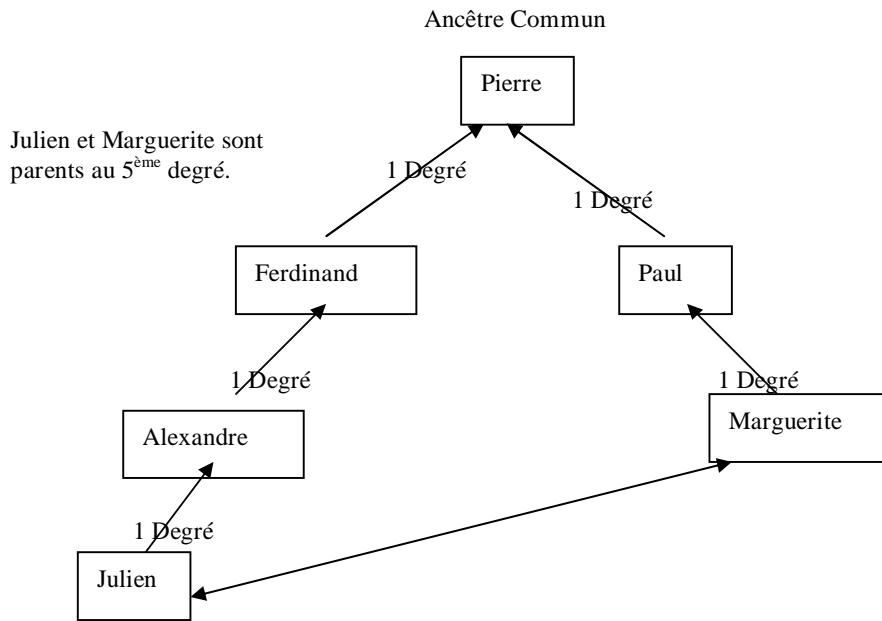 Ancêtre Commun
Pierre
Julien et Marguerite sont
parents au 5ème degré.
1 Degré
1 Degré
Ferdinand
Paul
1 Degré
1 Degré
Alexandre
Marguerite
1 Degré
Julien